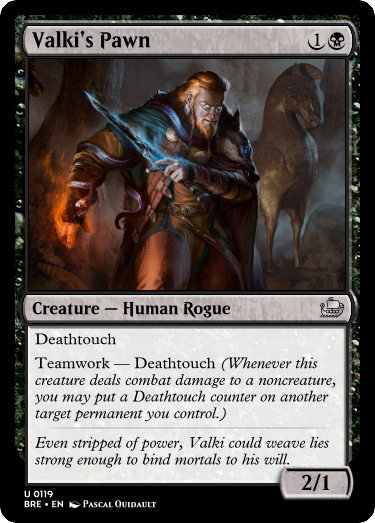 Valki's Pawn 1
Creature — Human Rogue
Deathtouch
Teamwork — Deathtouch (Whenever this
creature deals combat damage to a noncreature,
you may put a Deathtouch counter on another
target permanent you control.)
Even stripped of power, Valki could weave lies
strong enough to bind mortals to his will.
2/1
U 0119
BRE • EN Pascal Quidault